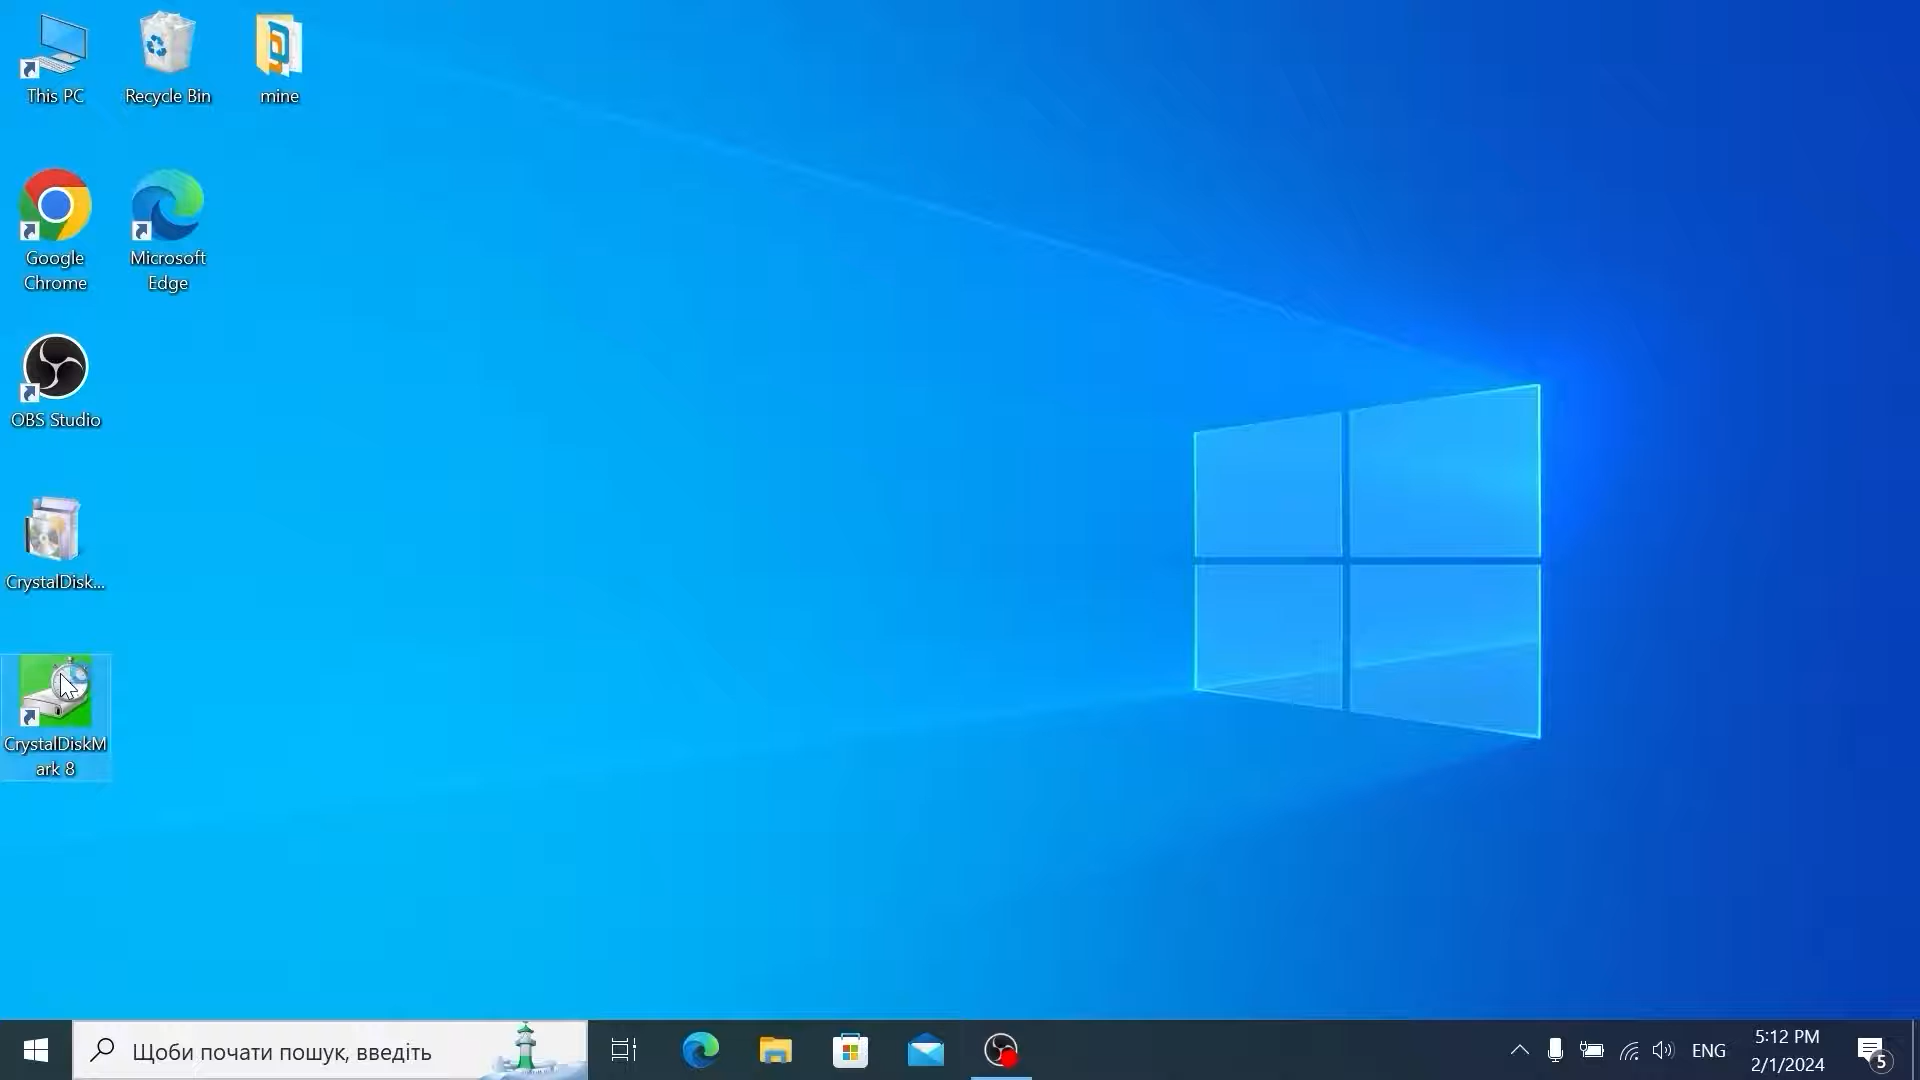 This PC
Recycle Bin
mine
Google
Chrome
Microsoft
Edge
OBS Studio
CrystalDisk...
CrystalDiskM
ark 8
Щоби почати пошук, введіть
ENG
5:12 PM
2/1/2024
5